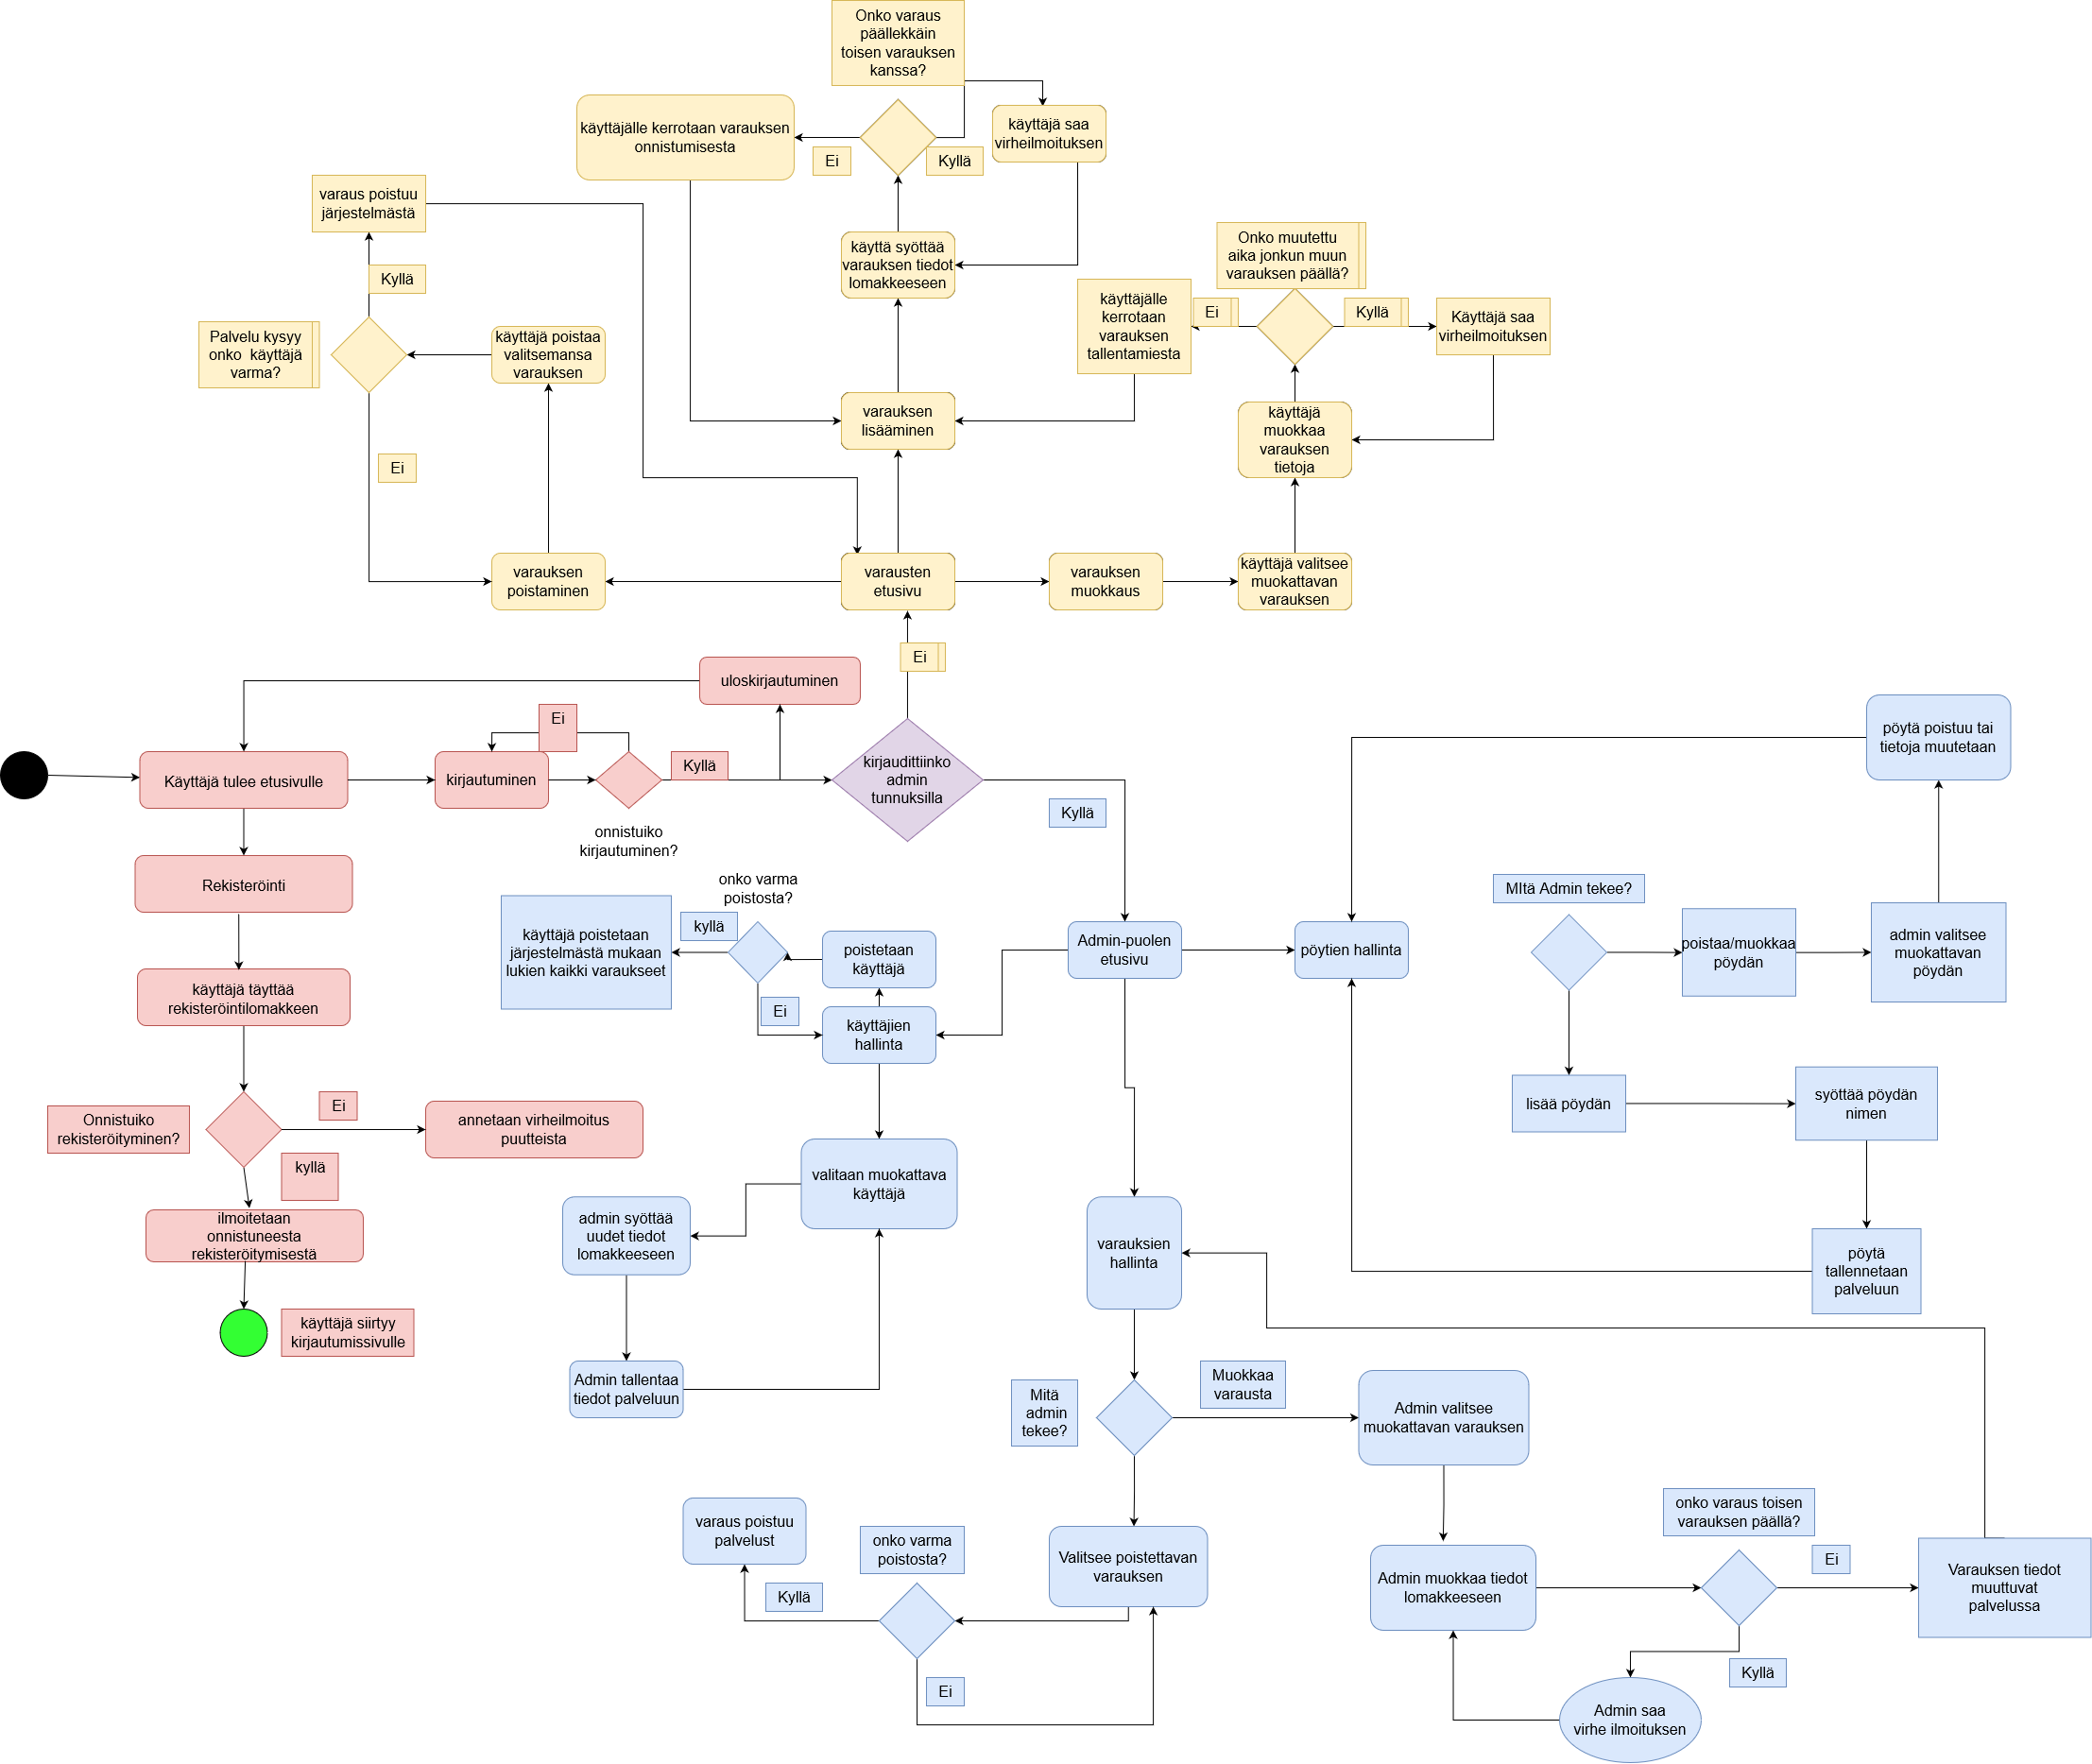 Onko varaus
päällekkäin
toisen varauksen
kanssa?
käyttäjälle kerrotaan varauksen
onnistumisesta
Ei
Kyllä
käyttäjä saa
virheilmoituksen
varaus poistuu
järjestelmästä
Kyllä
käyttä syöttää
varauksen tiedot
lomakkeeseen
Onko muutettu
aika jonkun muun
varauksen päällä?
käyttäjälle
kerrotaan
varauksen
tallentamiesta
Ei
Kyllä
Käyttäjä saa
virheilmoituksen
Palvelu kysyy
onko käyttäjä
varma?
käyttäjä poistaa
valitsemansa
varauksen
varauksen
lisääminen
käyttäjä
muokkaa
varauksen
tietoja
Ei
varauksen
poistaminen
varausten
etusivu
varauksen
muokkaus
käyttäjä valitsee
muokattavan
varauksen
Ei
uloskirjautuminen
Ei
Käyttäjä tulee etusivulle
kirjautuminen
Kyllä
kirjaudittiinko
admin
tunnuksilla
Kyllä
onnistuiko
kirjautuminen?
pöytä poistuu tai
tietoja muutetaan
Rekisteröinti
onko varma
poistosta?
kyllä
käyttäjä poistetaan
järjestelmästä mukaan
lukien kaikki varaukseet
poistetaan
käyttäjä
Admin-puolen
etusivu
pöytien hallinta
MItä Admin tekee?
poistaa/muokkaa
pöydän
admin valitsee
muokattavan
pöydän
käyttäjä täyttää
rekisteröintilomakkeen
Ei
käyttäjien
hallinta
Onnistuiko
rekisteröityminen?
Ei
annetaan virheilmoitus
puutteista
kyllä
lisää pöydän
syöttää pöydän
nimen
valitaan muokattava
käyttäjä
ilmoitetaan
onnistuneesta
rekisteröitymisestä
admin syöttää
uudet tiedot
lomakkeeseen
varauksien
hallinta
pöytä
tallennetaan
palveluun
käyttäjä siirtyy
kirjautumissivulle
Admin tallentaa
tiedot palveluun
Mitä
admin
tekee?
Muokkaa
varausta
Admin valitsee
muokattavan varauksen
varaus poistuu
palvelust
onko varma
poistosta?
Kyllä
Valitsee poistettavan
varauksen
Ei
Admin muokkaa tiedot
lomakkeeseen
onko varaus toisen
varauksen päällä?
Ei
Varauksen tiedot
muuttuvat
palvelussa
Kyllä
Admin saa
virhe ilmoituksen